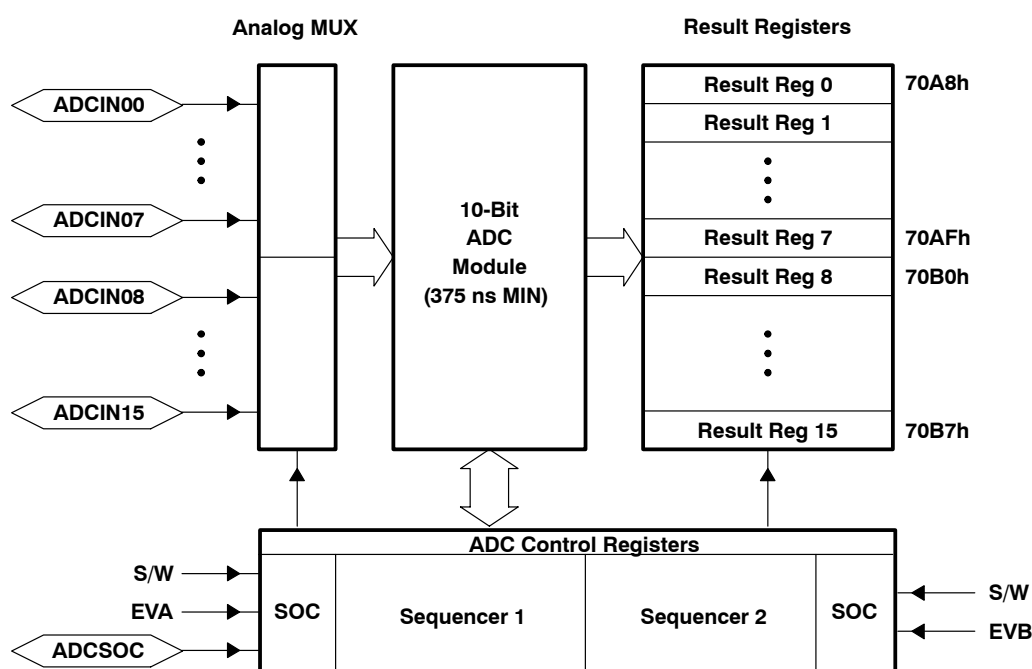 Analog MUX
Result Registers
ADCIN00
ADCIN07
ADCIN08
ADCIN15
10-Bit
ADC
Module
(375 ns MIN)
Result Reg 0
70A8h
Result Reg 1
Result Reg 7
70AFh
Result Reg 8
70B0h
Result Reg 15
70B7h
ADC Control Registers
S/W
EVA
ADCSOC
SOC
Sequencer 1
Sequencer 2
SOC
S/W
EVB